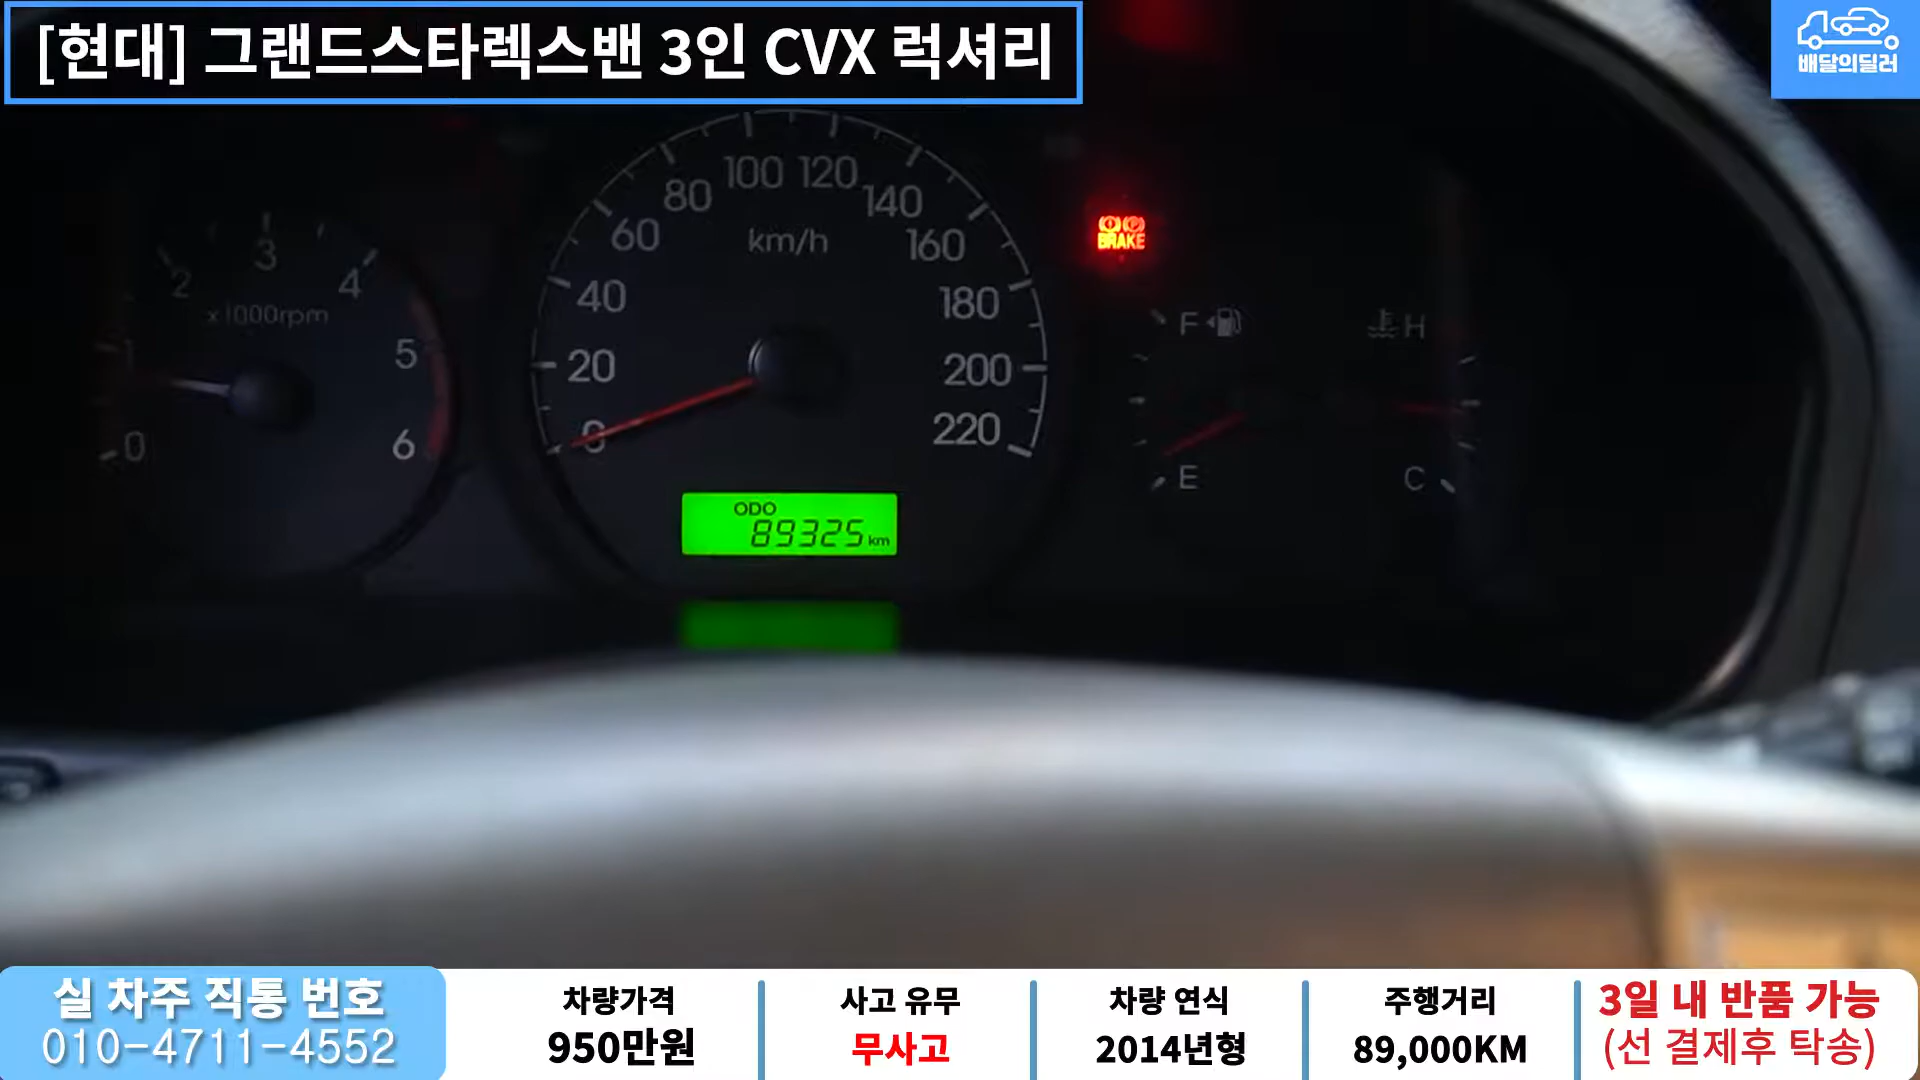 [현대] 그랜드스타렉스밴 3인 CVX 럭셔리
배달의딜러
0
1
2
3
4
5
6
x1000rpm
0
20
40
60
80
100
120
140
160
180
200
220
km/h
BRAKE
F
E
H
C
ODO
89325 km
실 차주 직통 번호
010-4711-4552
차량가격
950만원
사고 유무
무사고
차량 연식
2014년형
주행거리
89,000KM
3일 내 반품 가능
(선 결제후 탁송)